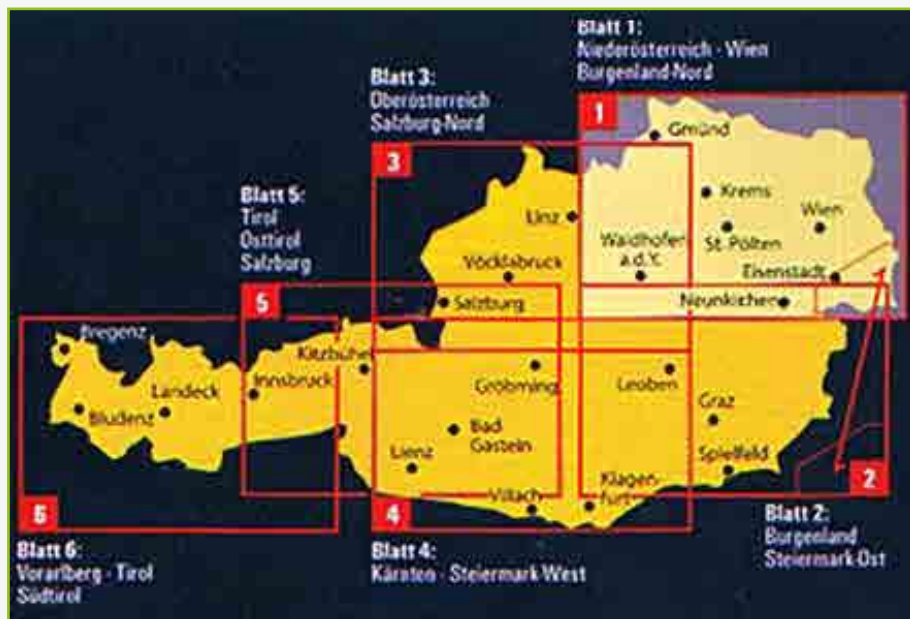 Blatt 1:
Niederösterreich - Wien
Burgenland-Nord
Blatt 3:
Oberösterreich
Salzburg-Nord
1
Gmünd
3
Krems
Blatt 5:
Tirol
Osttirol
Salzburg
Linz
Wien
St. Pölten
Waidhofen
a.d.Y.
Vöcklabruck
Eisenstadt
5
Salzburg
Neunkirchen
Bregenz
Kitzbühel
Innsbruck
Gröbming
Leoben
Landeck
Bludenz
Graz
Bad
Gastein
Lienz
Spielfeld
2
Villach
Klagen-
furt
6
4
Blatt 2:
Burgenland
Steiermark-Ost
Blatt 6:
Vorarlberg - Tirol
Südtirol
Blatt 4:
Kärnten - Steiermark-West